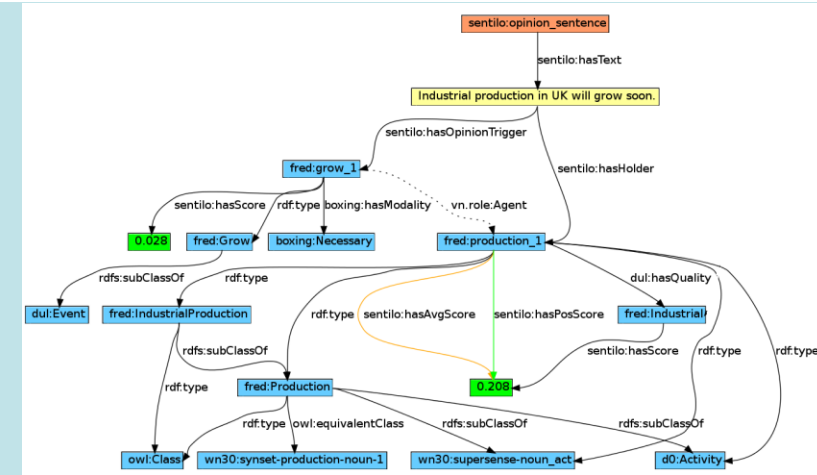 sentilo:opinion_sentence
sentilo:hasText
Industrial production in UK will grow soon.
sentilo:hasOpinionTrigger
sentilo:hasHolder
fred:grow_1
sentilo:hasScore
rdf:type
boxing:hasModality
vn.role:Agent
0.028
fred:Grow
boxing:Necessary
fred:production_1
rdfs:subClassOf
rdf:type
dul:hasQuality
dul:Event
fred:IndustrialProduction
rdf:type
sentilo:hasAvgScore
sentilo:hasPosScore
fred:Industrial
rdfs:subClassOf
sentilo:hasScore
rdf:type
rdf:type
rdf:type
fred:Production
0.208
rdf:type
owl:equivalentClass
rdfs:subClassOf
rdfs:subClassOf
owl:Class
wn30:synset-production-noun-1
wn30:supersense-noun_act
d0:Activity